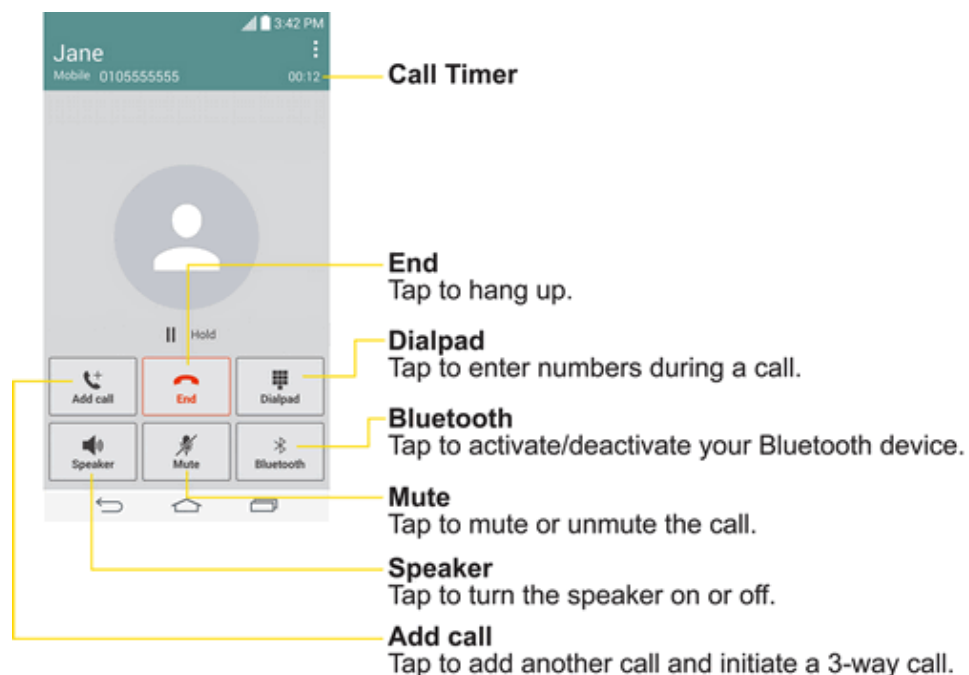 3:42 PM
Jane
Mobile 0105555555 00:12
Call Timer
Hold
Add call End Dialpad
Speaker Mute Bluetooth
End
Tap to hang up.
Dialpad
Tap to enter numbers during a call.
Bluetooth
Tap to activate/deactivate your Bluetooth device.
Mute
Tap to mute or unmute the call.
Speaker
Tap to turn the speaker on or off.
Add call
Tap to add another call and initiate a 3-way call.